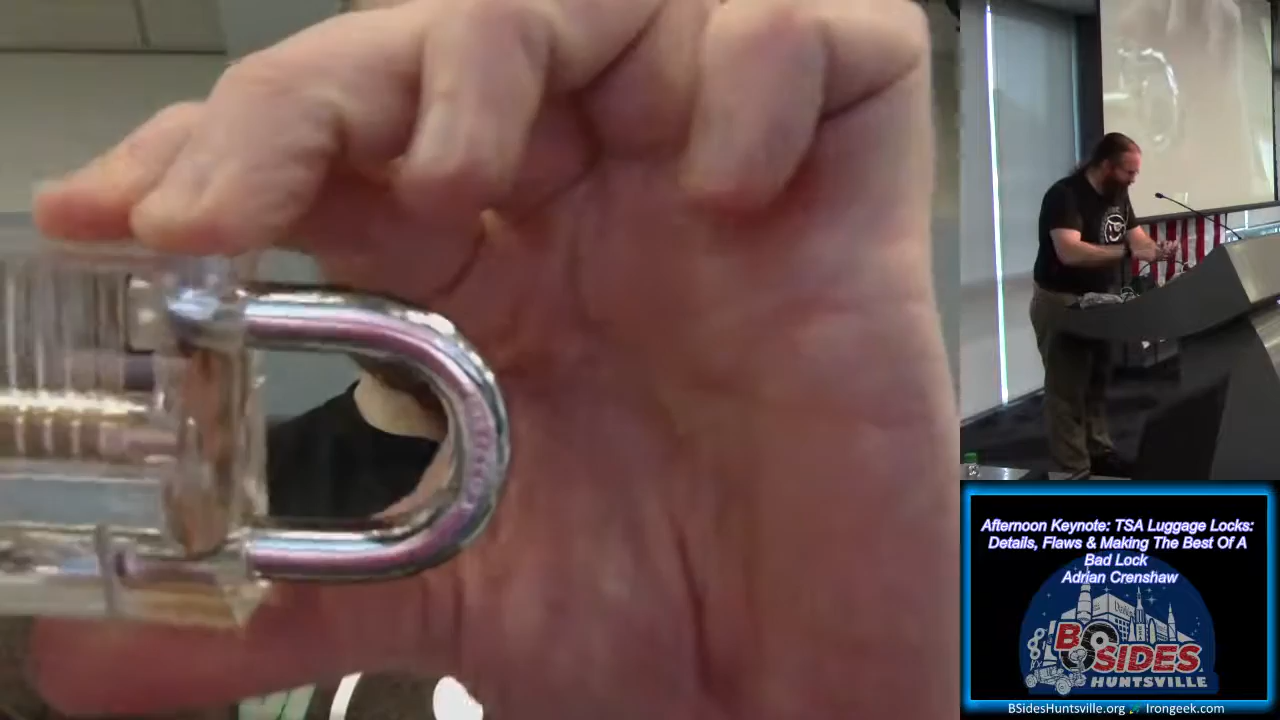 Afternoon Keynote: TSA Luggage Locks:
Details, Flaws & Making The Best Of A
Bad Lock
Adrian Crenshaw
BSIDES
HUNTSVILLE
BSidesHuntsville.org
Irongeek.com